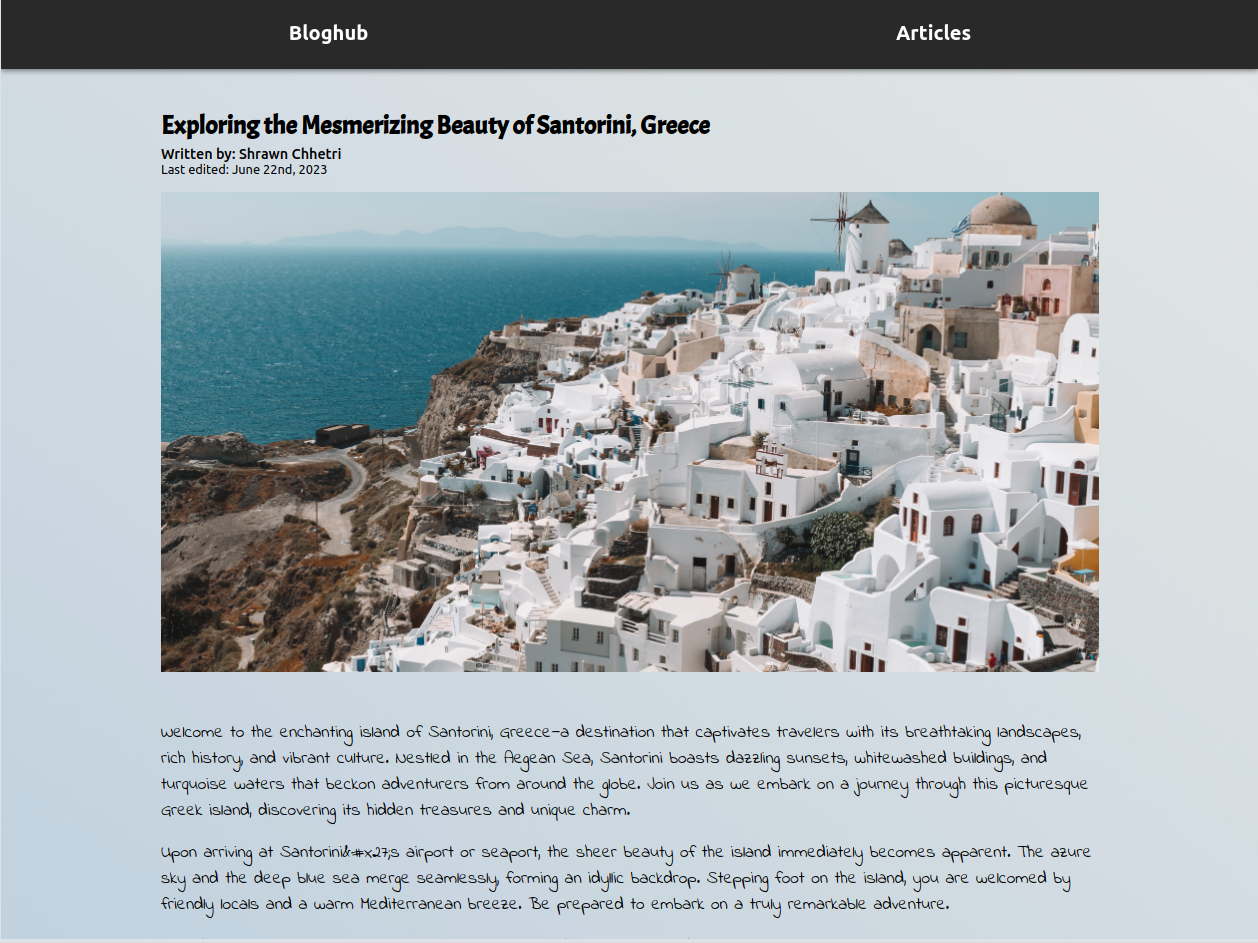 Bloghub Articles
Exploring the Mesmerizing Beauty of Santorini, Greece
Written by: Shrawn Chhetri
Last edited: June 22nd, 2023
Welcome to the enchanting island of Santorini, Greece—a destination that captivates travelers with its breathtaking landscapes,
rich history, and vibrant culture. Nestled in the Aegean Sea, Santorini boasts dazzling sunsets, whitewashed buildings, and
turquoise waters that beckon adventurers from around the globe. Join us as we embark on a journey through this picturesque
Greek island, discovering its hidden treasures and unique charm.
Upon arriving at Santorini&#x27;s airport or seaport, the sheer beauty of the island immediately becomes apparent. The azure
sky and the deep blue sea merge seamlessly, forming an idyllic backdrop. Stepping foot on the island, you are welcomed by
friendly locals and a warm Mediterranean breeze. Be prepared to embark on a truly remarkable adventure.